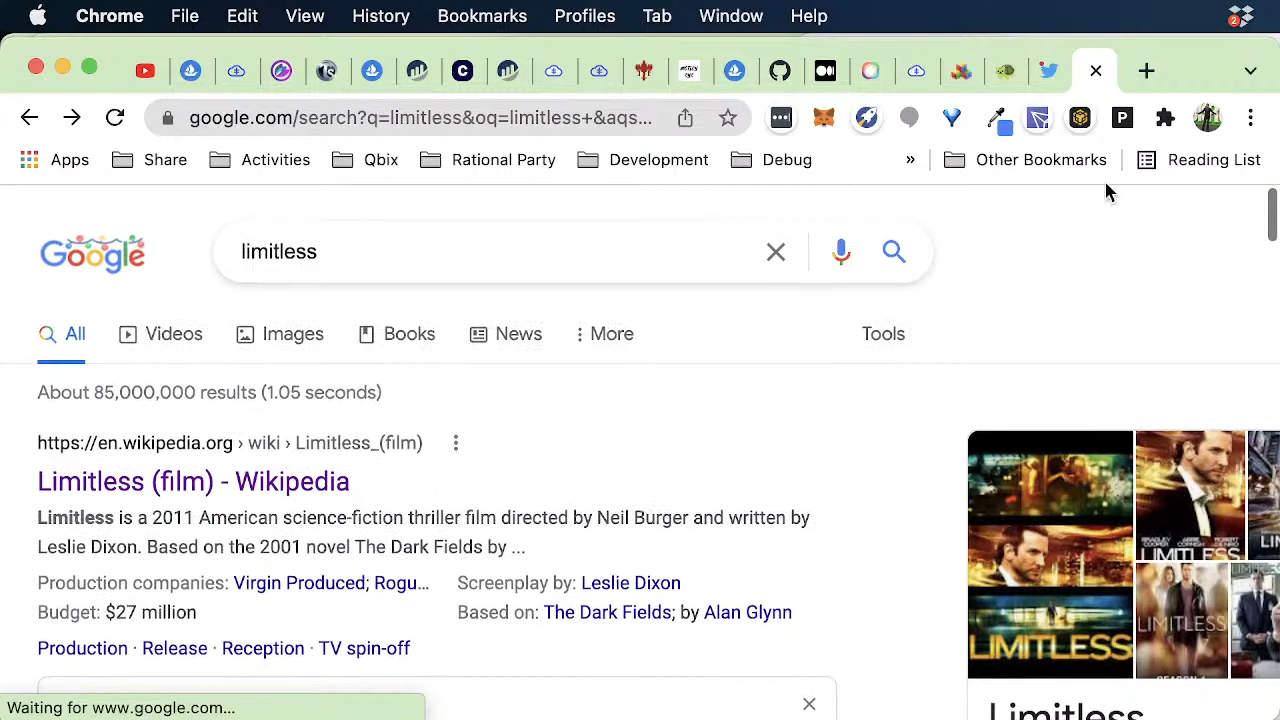 Chrome File Edit View History Bookmarks Profiles Tab Window Help
2
google.com/search?q=limitless&oq=limitless+&aqs...
Apps Share Activities Qbix Rational Party Development Debug » Other Bookmarks Reading List
Google limitless
All Videos Images Books News More Tools
About 85,000,000 results (1.05 seconds)
https://en.wikipedia.org › wiki › Limitless_(film)
Limitless (film) - Wikipedia
Limitless is a 2011 American science-fiction thriller film directed by Neil Burger and written by
Leslie Dixon. Based on the 2001 novel The Dark Fields by ...
Production companies: Virgin Produced; Rogu... Screenplay by: Leslie Dixon
Budget: $27 million Based on: The Dark Fields; by Alan Glynn
Production · Release · Reception · TV spin-off
LIMITLESS
LIMITLESS
LIMITLESS
Limitless
Waiting for www.google.com...